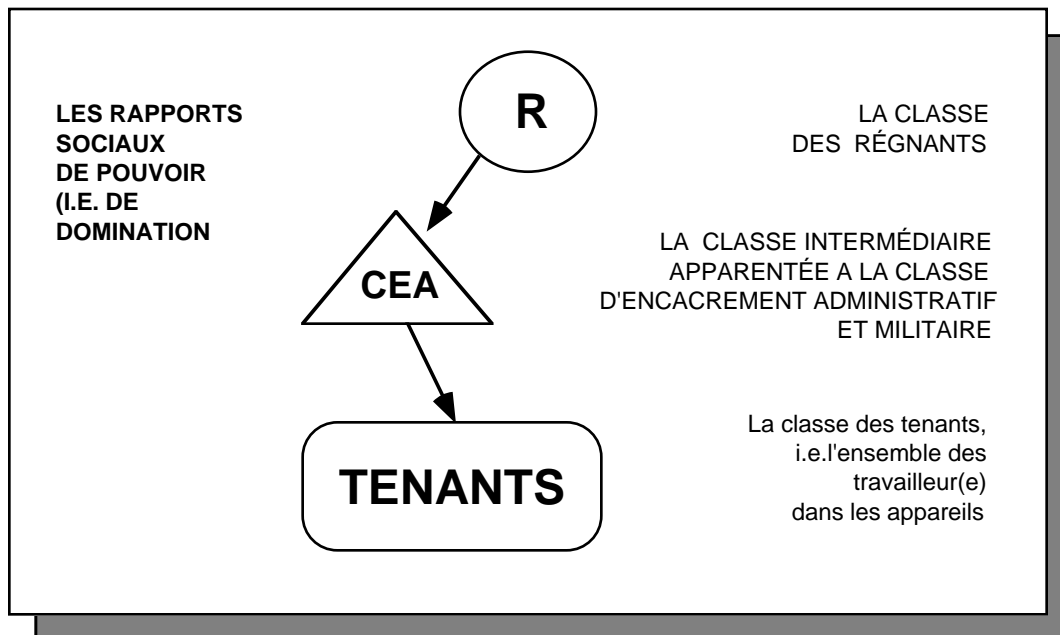 LES RAPPORTS
SOCIAUX
DE POUVOIR
(I.E. DE
DOMINATION
R
LA CLASSE
DES RÉGNANTS
CEA
LA CLASSE INTERMÉDIAIRE
APPARENTÉE A LA CLASSE
D'ENCACREMENT ADMINISTRATIF
ET MILITAIRE
TENANTS
La classe des tenants,
i.e.l'ensemble des
travailleur(e)
dans les appareils